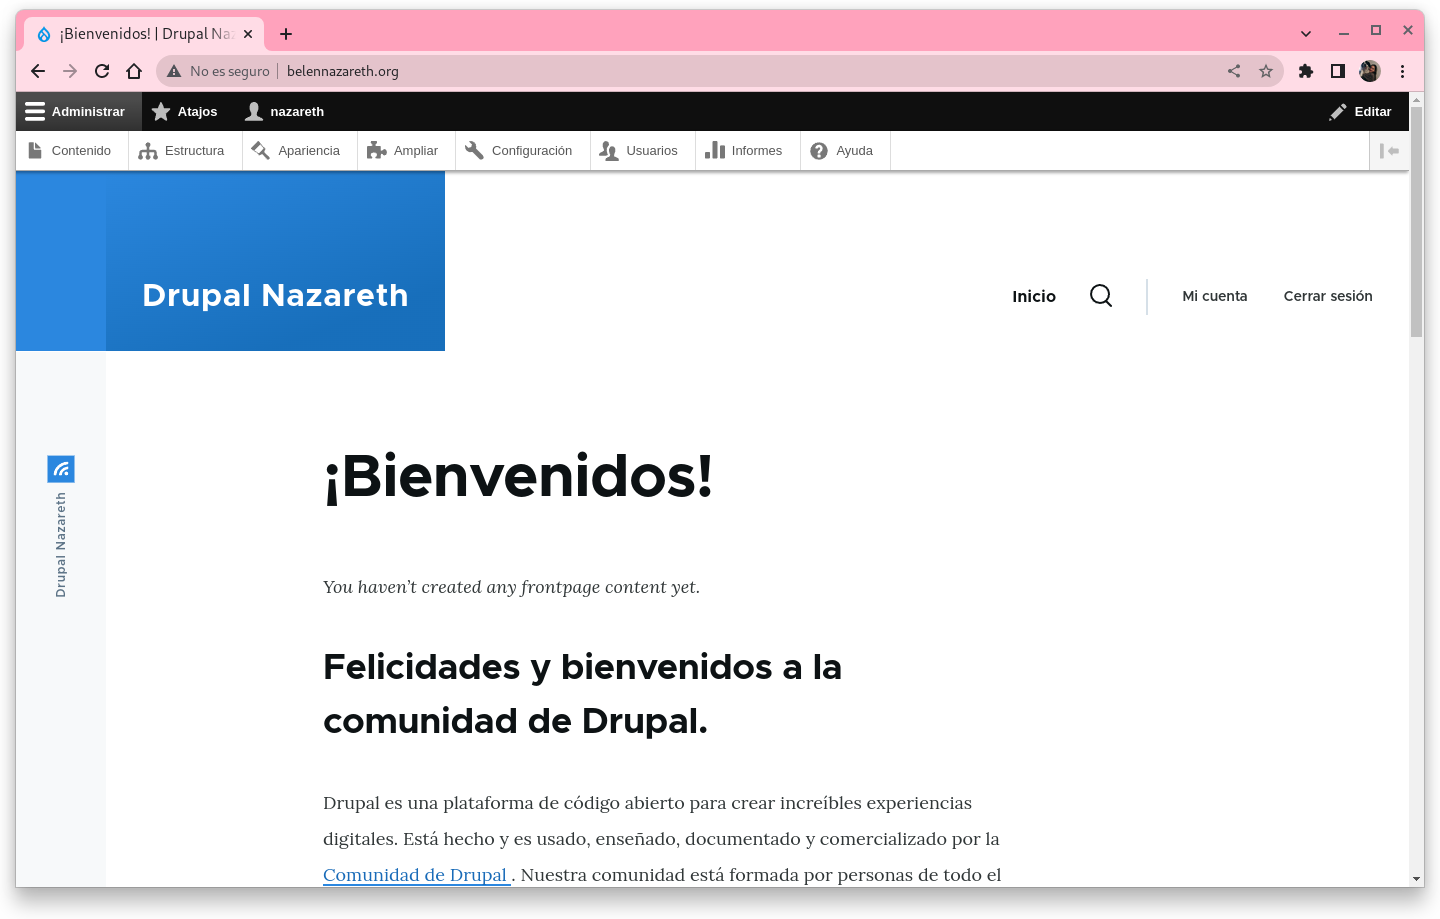 ¡Bienvenidos! | Drupal Na
No es seguro
belennazareth.org
Administrar
Atajos
nazareth
Editar
Contenido
Estructura
Apariencia
Ampliar
Configuración
Usuarios
Informes
Ayuda
Drupal Nazareth
Inicio
Mi cuenta
Cerrar sesión
Drupal Nazareth
¡Bienvenidos!
You haven’t created any frontpage content yet.
Felicidades y bienvenidos a la
comunidad de Drupal.
Drupal es una plataforma de código abierto para crear increíbles experiencias
digitales. Está hecho y es usado, enseñado, documentado y comercializado por la
Comunidad de Drupal . Nuestra comunidad está formada por personas de todo el